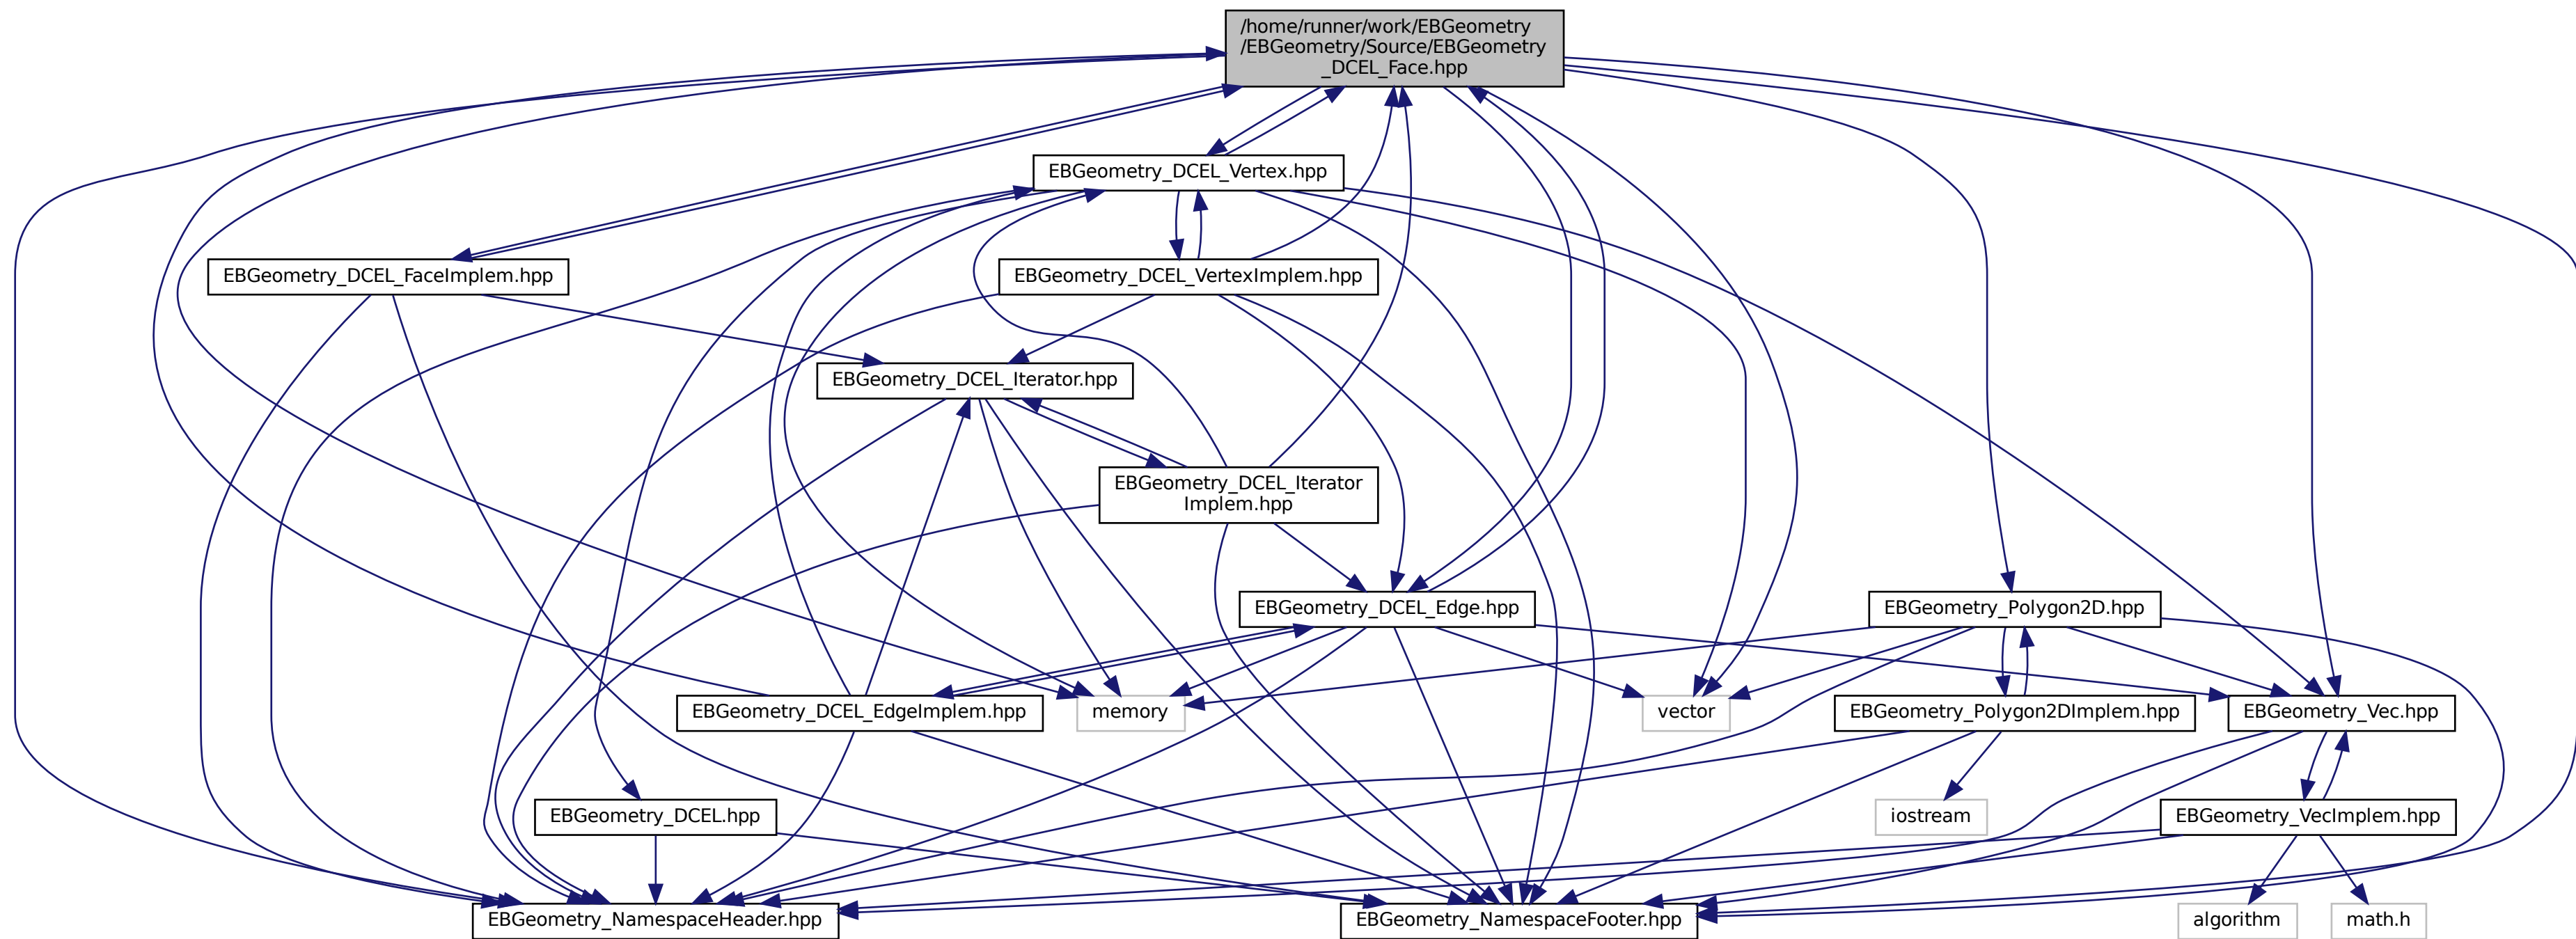 /home/runner/work/EBGeometry
/EBGeometry/Source/EBGeometry
_DCEL_Face.hpp
EBGeometry_DCEL_Vertex.hpp
EBGeometry_DCEL_FaceImplem.hpp
EBGeometry_DCEL_VertexImplem.hpp
EBGeometry_DCEL_Iterator.hpp
EBGeometry_DCEL_Iterator
Implem.hpp
EBGeometry_DCEL_Edge.hpp
EBGeometry_Polygon2D.hpp
EBGeometry_DCEL_EdgeImplem.hpp
memory
vector
EBGeometry_Polygon2DImplem.hpp
EBGeometry_Vec.hpp
EBGeometry_DCEL.hpp
iostream
EBGeometry_VecImplem.hpp
EBGeometry_NamespaceHeader.hpp
EBGeometry_NamespaceFooter.hpp
algorithm
math.h